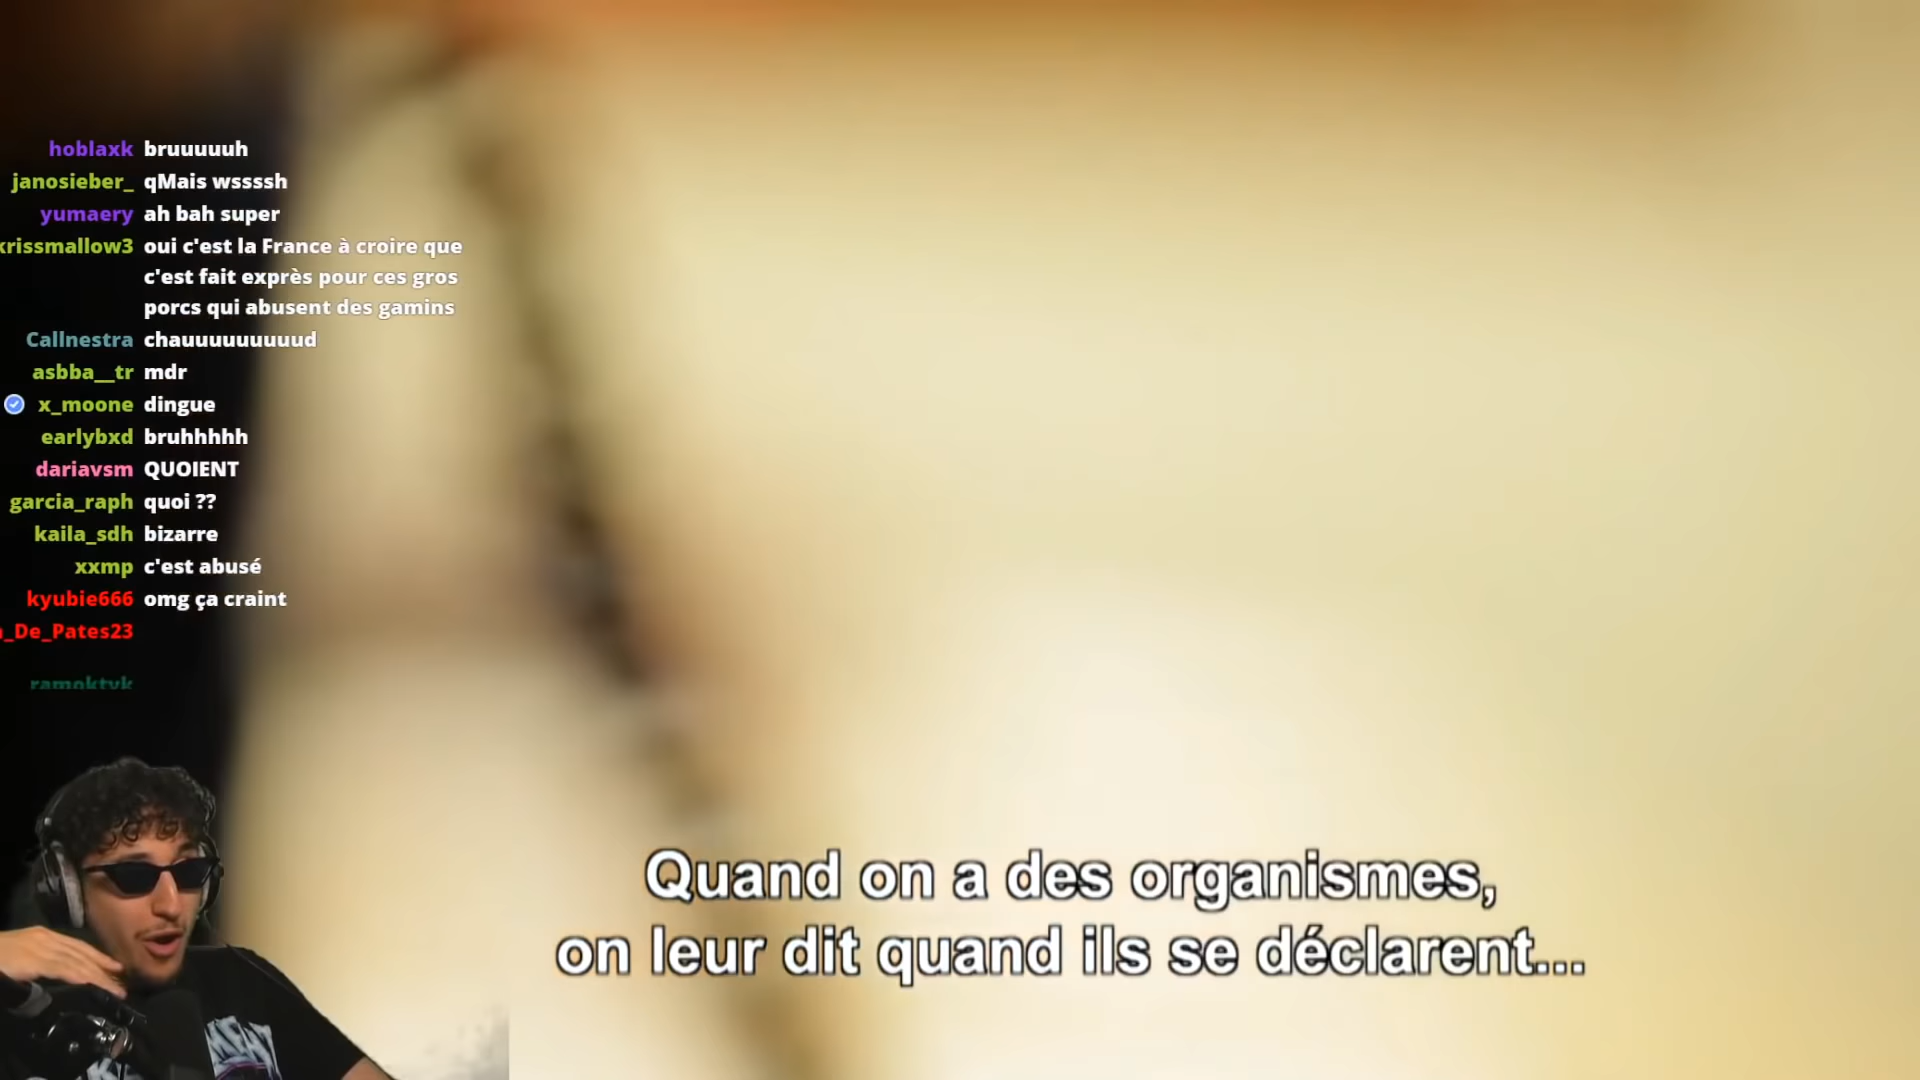 hoblaxk bruuuuuh
janosieber_ qMais wssssh
yumaery ah bah super
krissmallow3 oui c'est la France à croire que
c'est fait exprès pour ces gros
porcs qui abusent des gamins
Callnestra chauuuuuuuuud
asbba__tr mdr
x_moone dingue
earlybxd bruhhhhh
dariavsm QUOIENT
garcia_raph quoi ??
kaila_sdh bizarre
xxmp c'est abusé
kyubie666 omg ça craint
_De_Pates23
ramoktyk
Quand on a des organismes,
on leur dit quand ils se déclarent...